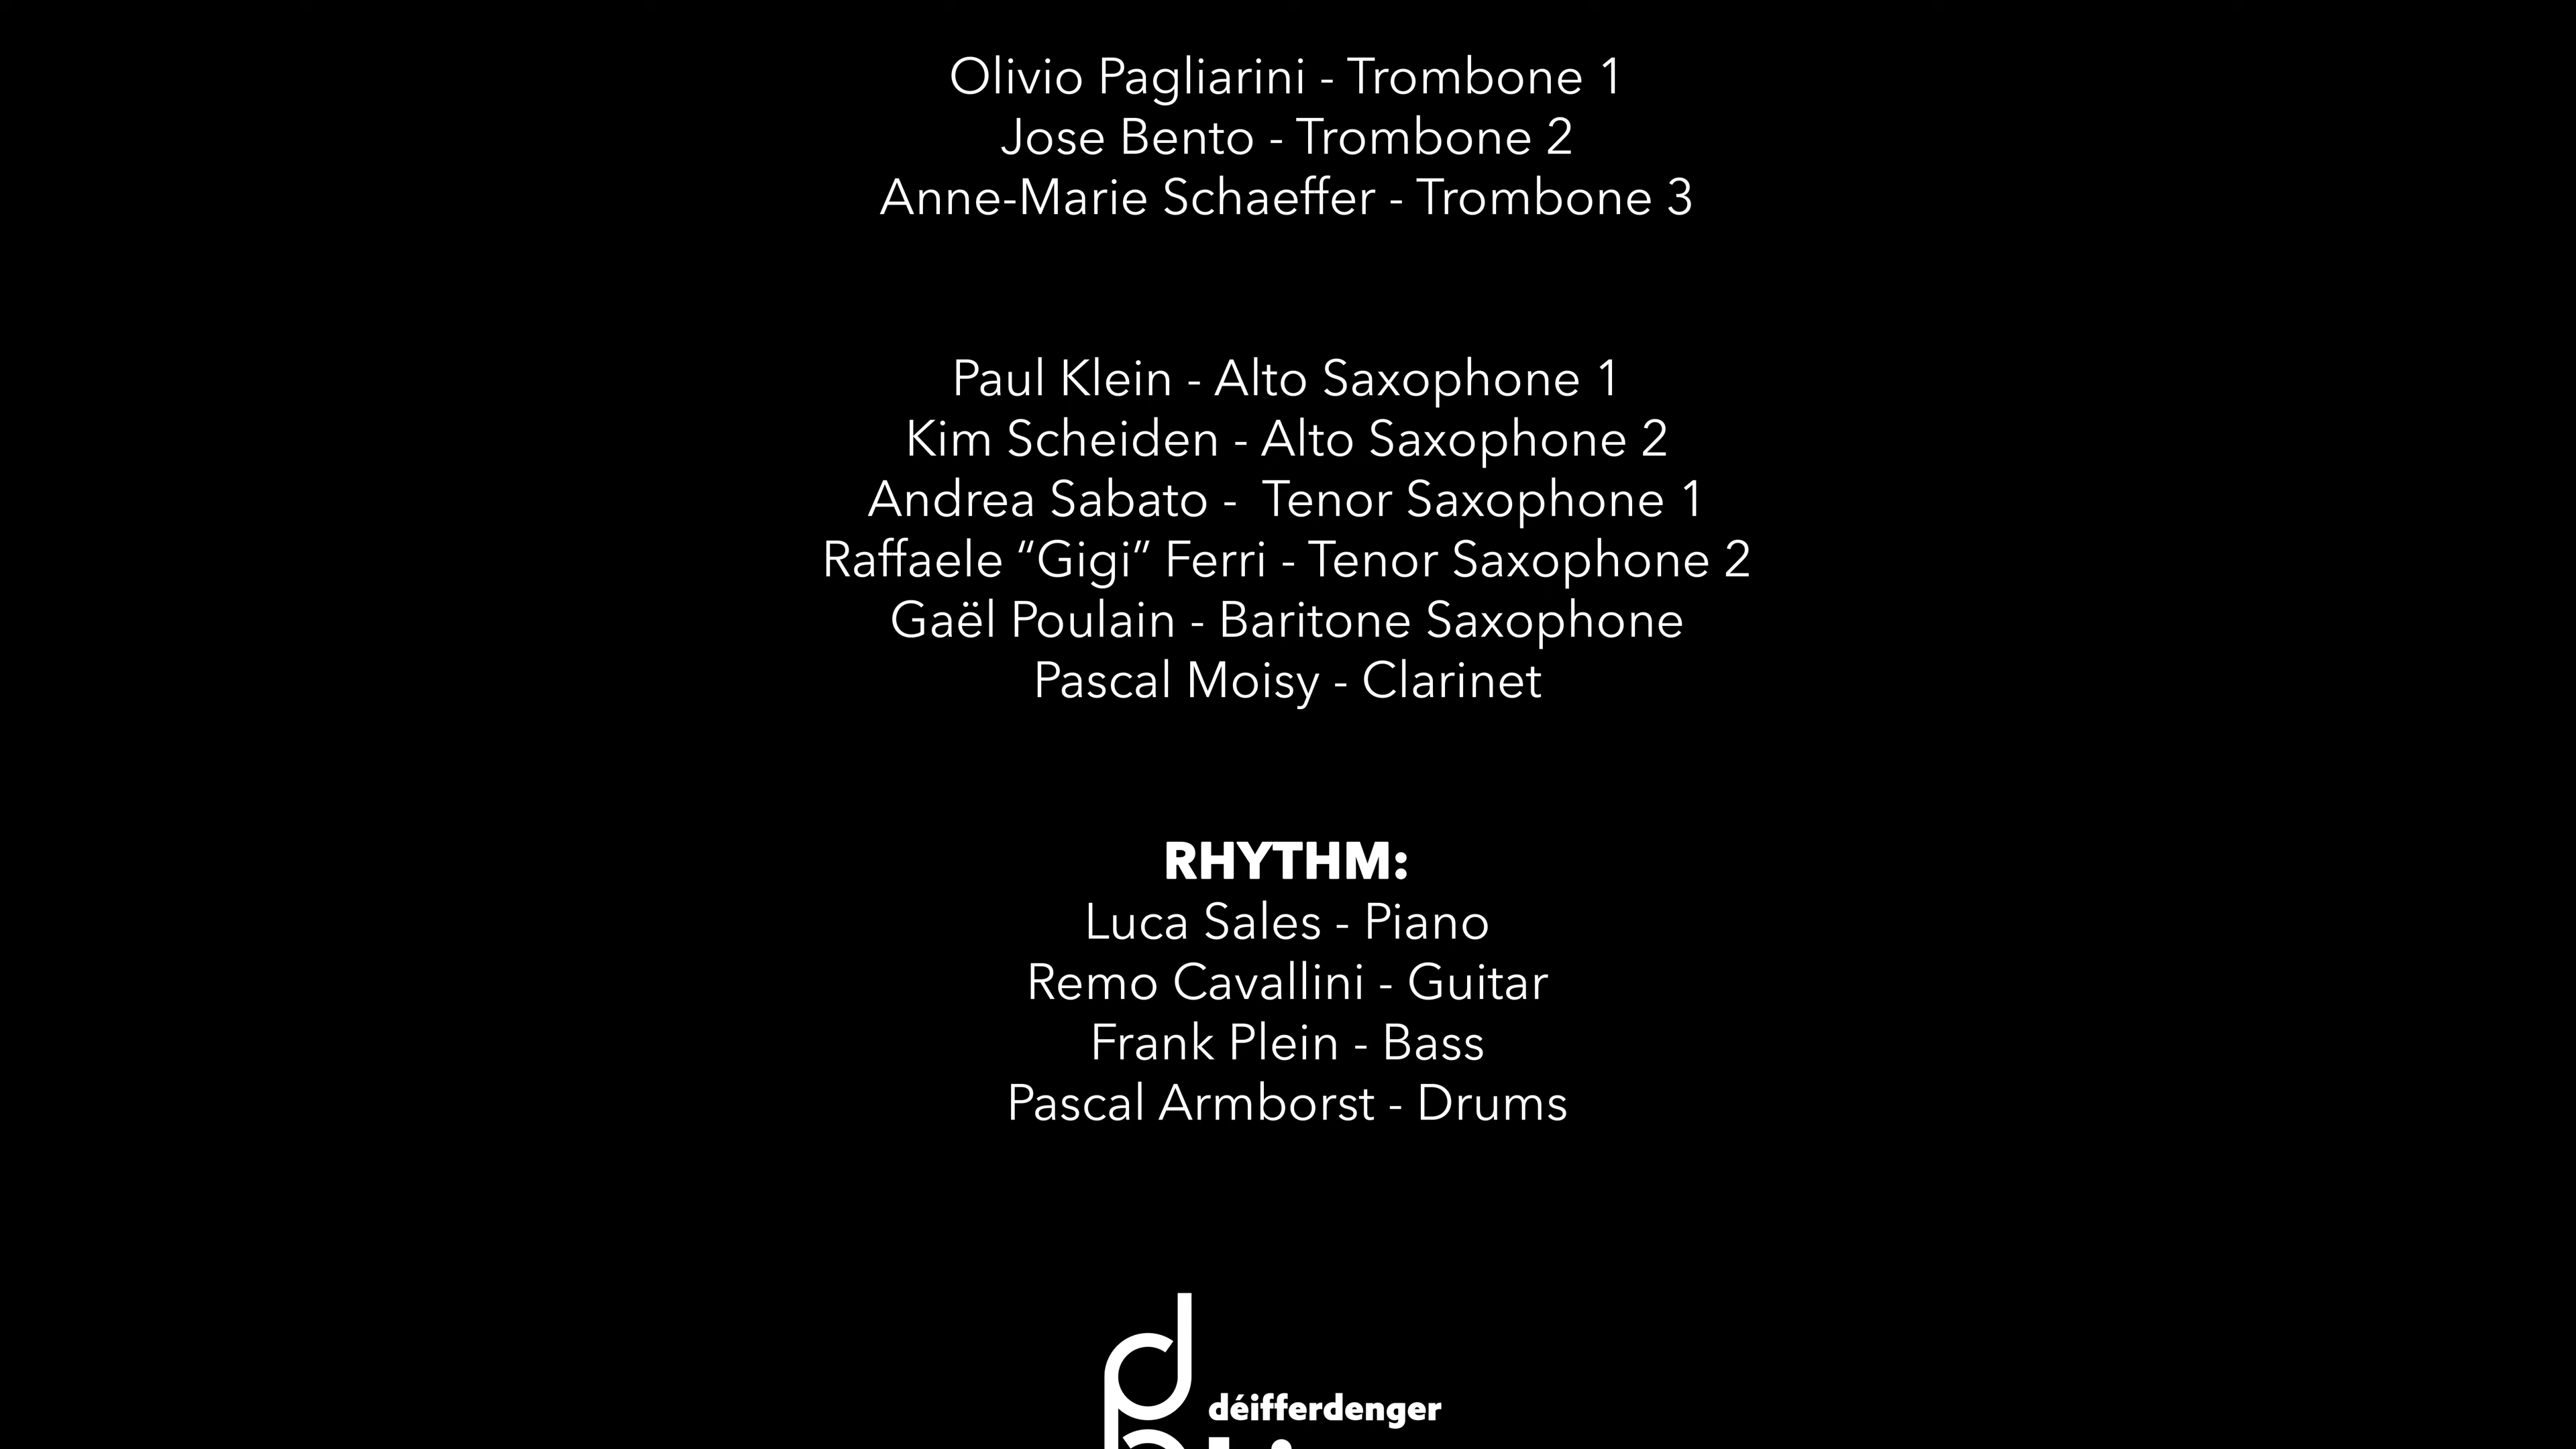 Olivio Pagliarini - Trombone 1
Jose Bento - Trombone 2
Anne-Marie Schaeffer - Trombone 3
Paul Klein - Alto Saxophone 1
Kim Scheiden - Alto Saxophone 2
Andrea Sabato -  Tenor Saxophone 1
Raffaele “Gigi” Ferri - Tenor Saxophone 2
Gaël Poulain - Baritone Saxophone
Pascal Moisy - Clarinet
RHYTHM:
Luca Sales - Piano
Remo Cavallini - Guitar
Frank Plein - Bass
Pascal Armborst - Drums
déifferdenger